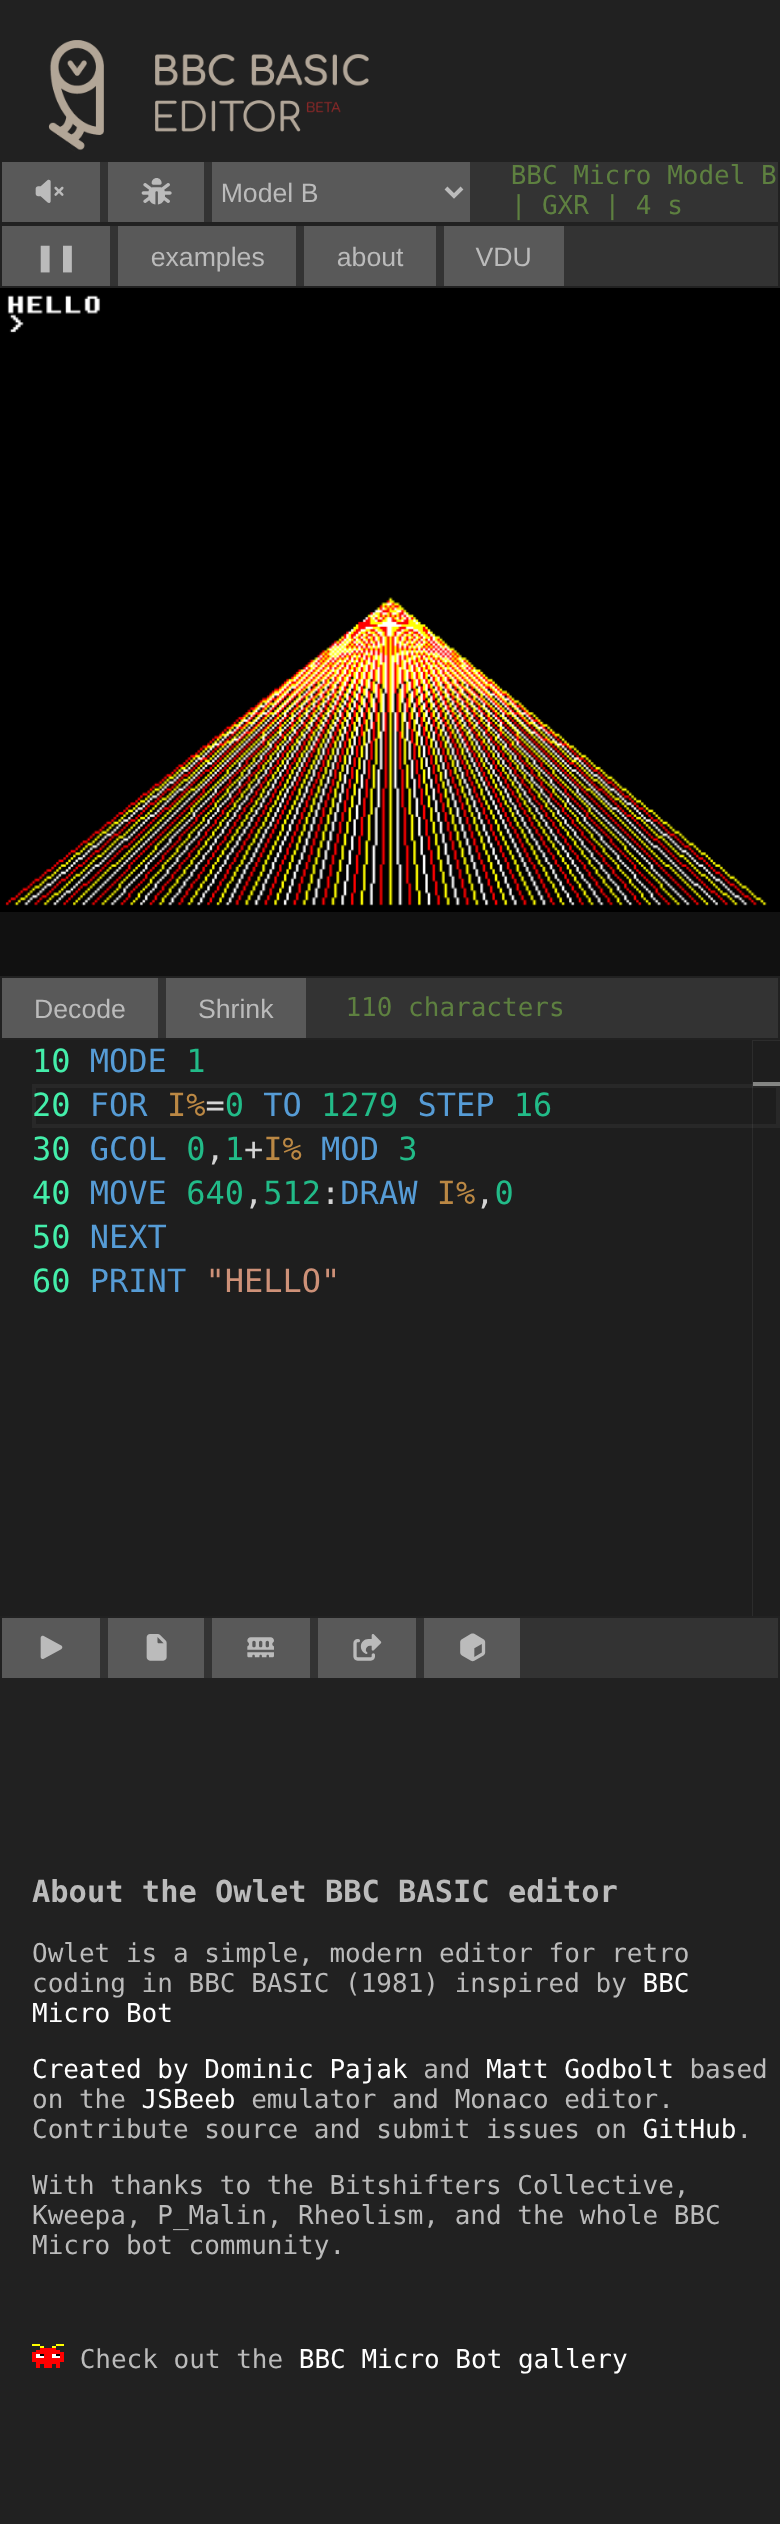 BBC BASIC
EDITOR BETA
Model B
BBC Micro Model B
| GXR | 4 s
examples
about
VDU
HELLO
>
Decode
Shrink
110 characters
10 MODE 1
20 FOR I%=0 TO 1279 STEP 16
30 GCOL 0,1+I% MOD 3
40 MOVE 640,512:DRAW I%,0
50 NEXT
60 PRINT "HELLO"
About the Owlet BBC BASIC editor
Owlet is a simple, modern editor for retro
coding in BBC BASIC (1981) inspired by BBC
Micro Bot
Created by Dominic Pajak and Matt Godbolt based
on the JSBeeb emulator and Monaco editor.
Contribute source and submit issues on GitHub.
With thanks to the Bitshifters Collective,
Kweepa, P_Malin, Rheolism, and the whole BBC
Micro bot community.
Check out the BBC Micro Bot gallery